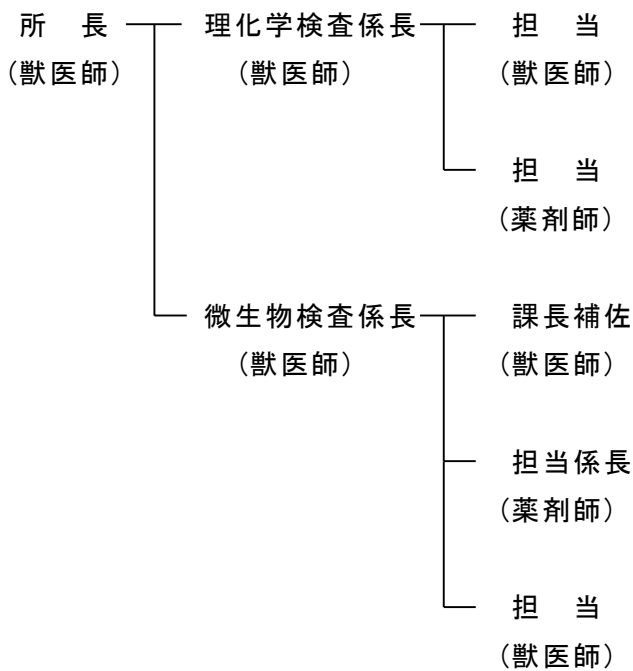 所　長　理化学検査係長　担　当
(獣医師)　(獣医師)　(獣医師)
担　当
(薬剤師)
微生物検査係長　課長補佐
(獣医師)　(獣医師)
担当係長
(薬剤師)
担　当
(獣医師)